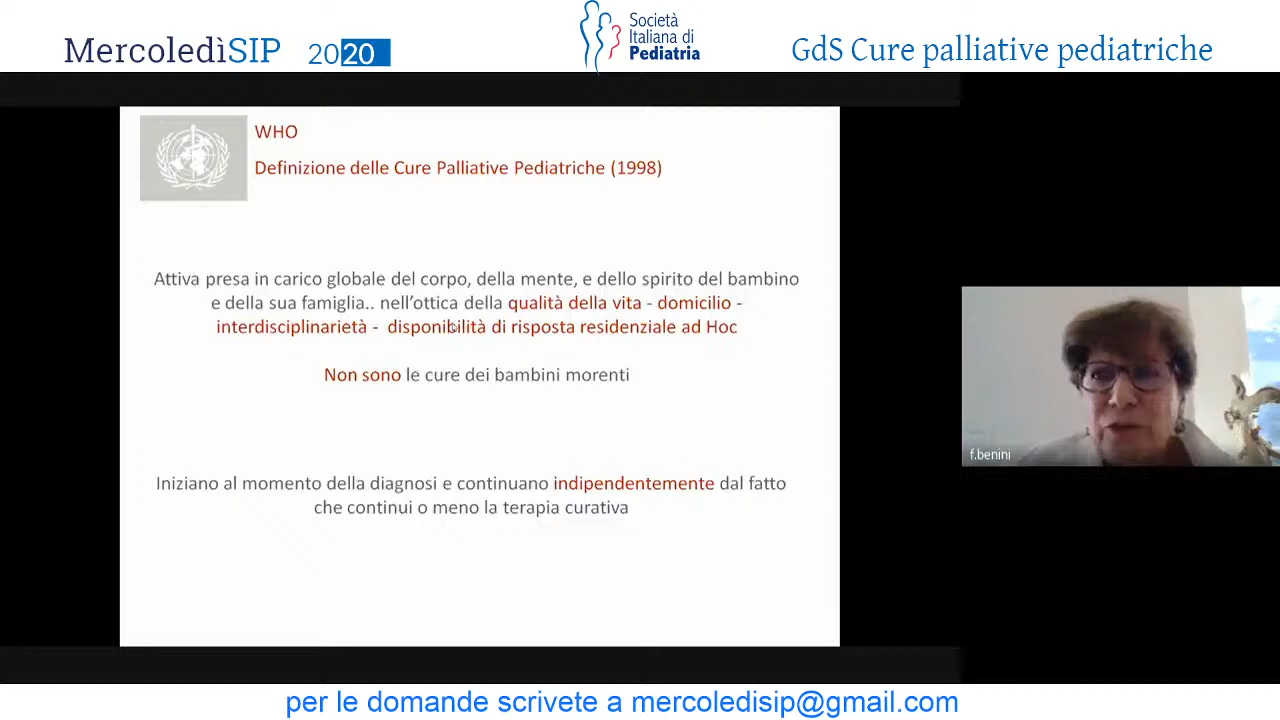 MercoledìSIP 2020
Società
Italiana di
Pediatria
GdS Cure palliative pediatriche
WHO
Definizione delle Cure Palliative Pediatriche (1998)
Attiva presa in carico globale del corpo, della mente, e dello spirito del bambino
e della sua famiglia.. nell'ottica della qualità della vita - domicilio -
interdisciplinarietà - disponibilità di risposta residenziale ad Hoc
Non sono le cure dei bambini morenti
Iniziano al momento della diagnosi e continuano indipendentemente dal fatto
che continui o meno la terapia curativa
f.benini
per le domande scrivete a mercoledisip@gmail.com